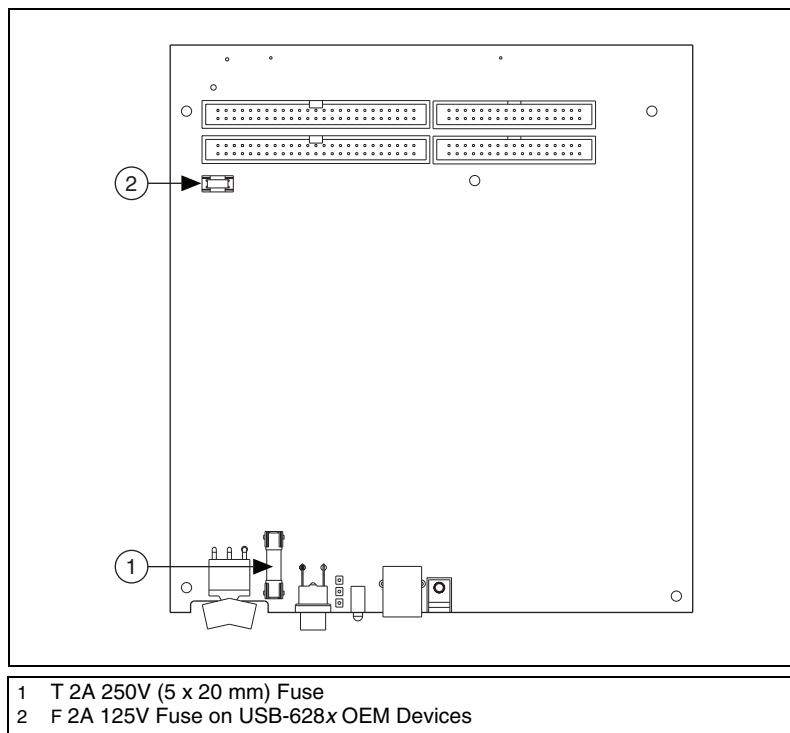 2
1
1 T 2A 250V (5 x 20 mm) Fuse
2 F 2A 125V Fuse on USB-628x OEM Devices